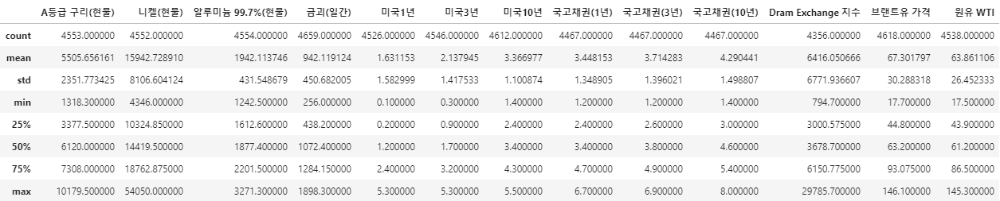 A등급 구리(현물) 니켈(현물) 알루미늄 99.7%(현물) 금괴(일간) 미국1년 미국3년 미국10년 국고채권(1년) 국고채권(3년) 국고채권(10년) Dram Exchange 지수 브랜트유 가격 원유 WTI
count 4553.000000 4552.000000 4554.000000 4659.000000 4526.000000 4546.000000 4612.000000 4467.000000 4467.000000 4467.000000 4356.000000 4618.000000 4538.000000
mean 5505.656161 15942.728910 1942.113746 942.119124 1.631153 2.137945 3.366977 3.448153 3.714283 4.290441 6416.050666 67.301797 63.861106
std 2351.773425 8106.604124 431.548679 450.682005 1.582999 1.417533 1.100874 1.348905 1.396021 1.498807 6771.936607 30.288318 26.452333
min 1318.300000 4346.000000 1242.500000 256.000000 0.100000 0.300000 1.400000 1.200000 1.200000 1.400000 794.700000 17.700000 17.500000
25% 3377.500000 10324.850000 1612.600000 438.200000 0.200000 0.900000 2.400000 2.400000 2.600000 3.000000 3000.575000 44.800000 43.900000
50% 6120.000000 14419.500000 1877.400000 1072.400000 1.200000 1.700000 3.400000 3.400000 3.800000 4.600000 3678.700000 63.200000 61.200000
75% 7308.000000 18762.875000 2201.500000 1284.150000 2.400000 3.200000 4.300000 4.700000 4.900000 5.400000 6150.775000 93.075000 86.500000
max 10179.500000 54050.000000 3271.300000 1898.300000 5.300000 5.300000 5.500000 6.700000 6.900000 8.000000 29785.700000 146.100000 145.300000